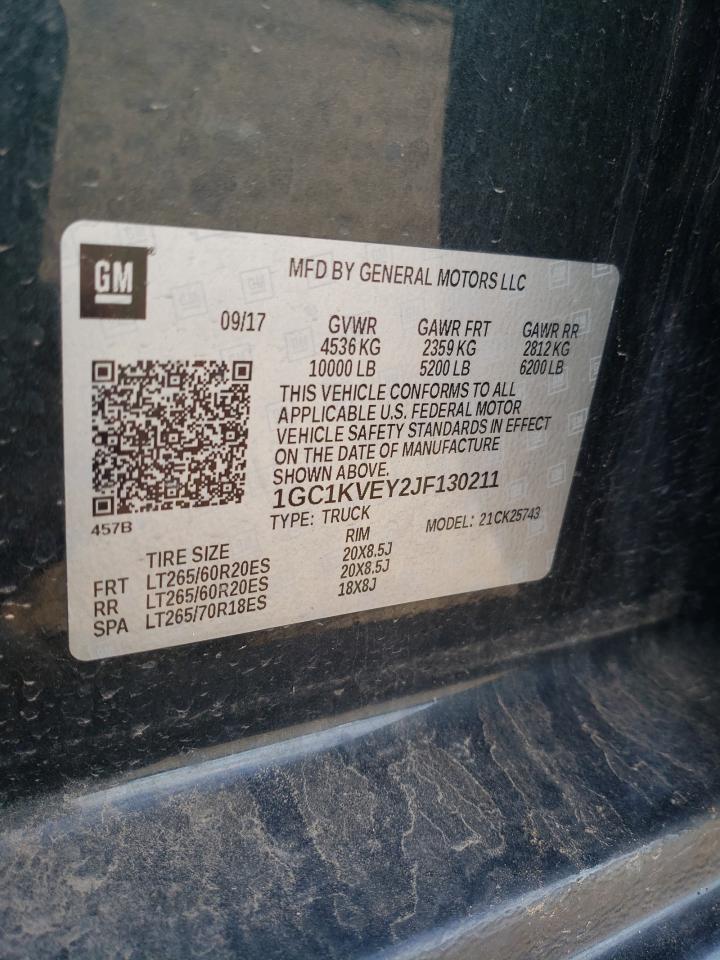 GM
MFD BY GENERAL MOTORS LLC
09/17 GVWR GAWR FRT GAWR RR
4536 KG 2359 KG 2812 KG
10000 LB 5200 LB 6200 LB
THIS VEHICLE CONFORMS TO ALL
APPLICABLE U.S. FEDERAL MOTOR
VEHICLE SAFETY STANDARDS IN EFFECT
ON THE DATE OF MANUFACTURE
SHOWN ABOVE.
1GC1KVEY2JF130211
457B
TYPE: TRUCK MODEL: 21CK25743
TIRE SIZE RIM
FRT LT265/60R20ES 20X8.5J
RR LT265/60R20ES 20X8.5J
SPA LT265/70R18ES 18X8J